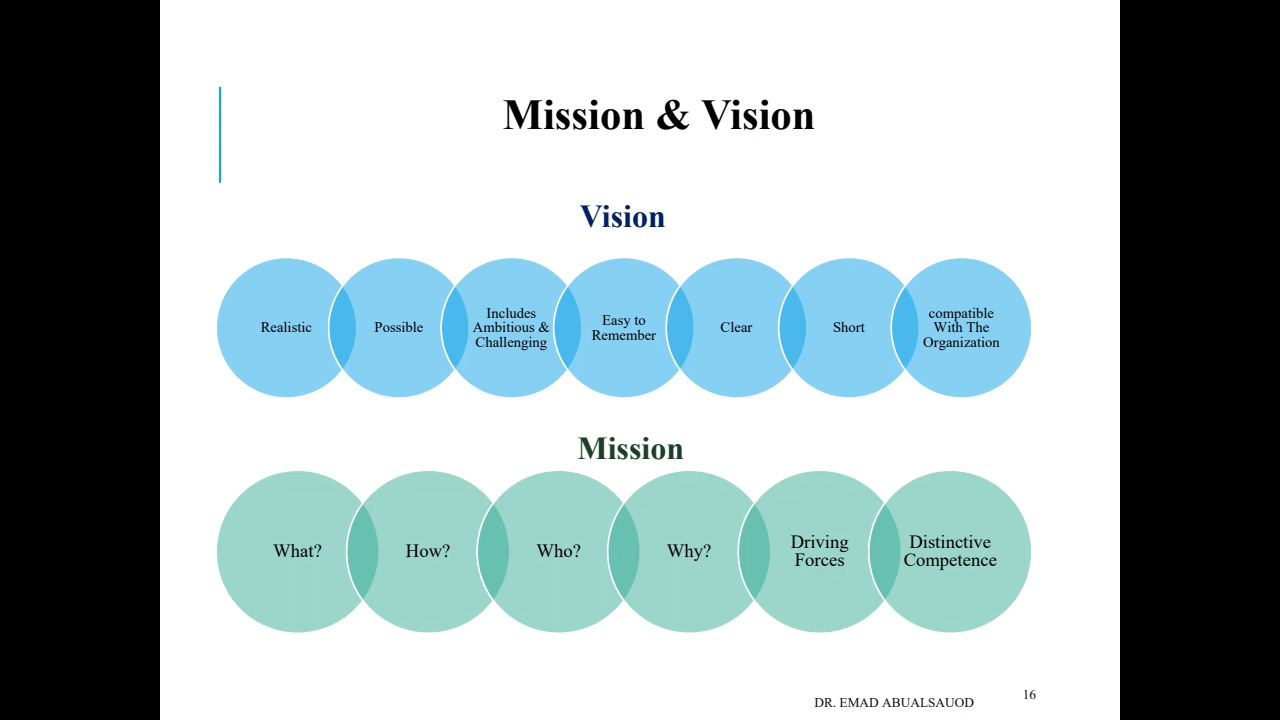 Mission & Vision
Vision
Realistic
Possible
Includes
Ambitious &
Challenging
Easy to
Remember
Clear
Short
compatible
With The
Organization
Mission
What?
How?
Who?
Why?
Driving
Forces
Distinctive
Competence
DR. EMAD ABUALSAUOD
16